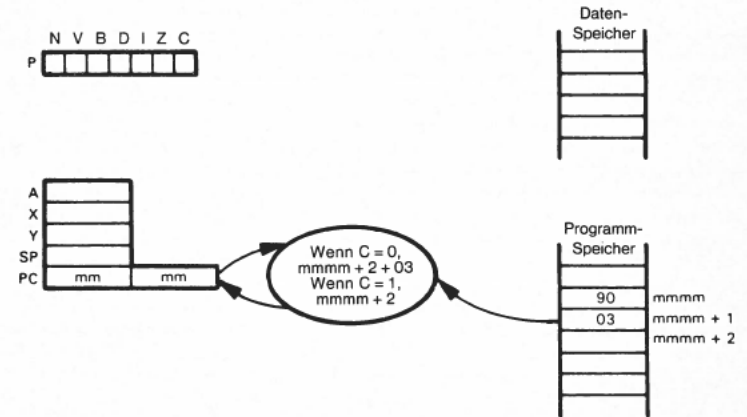 N V B D I Z C
P
Daten-
Speicher
A
X
Y
SP
PC mm mm
Wenn C = 0,
mmmm + 2 + 03
Wenn C = 1,
mmmm + 2
Programm-
Speicher
90 mmmm
03 mmmm + 1
mmmm + 2